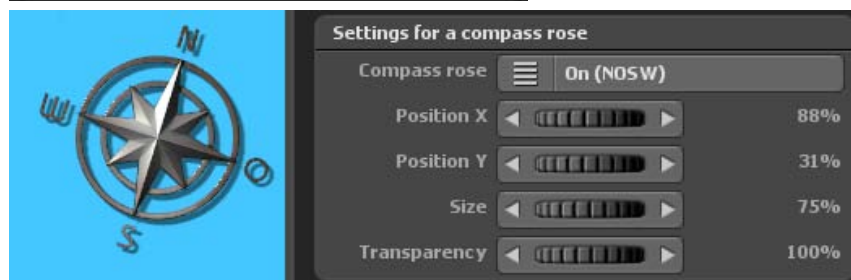 N
W
O
S
Settings for a compass rose
Compass rose On (NOSW)
Position X 88%
Position Y 31%
Size 75%
Transparency 100%